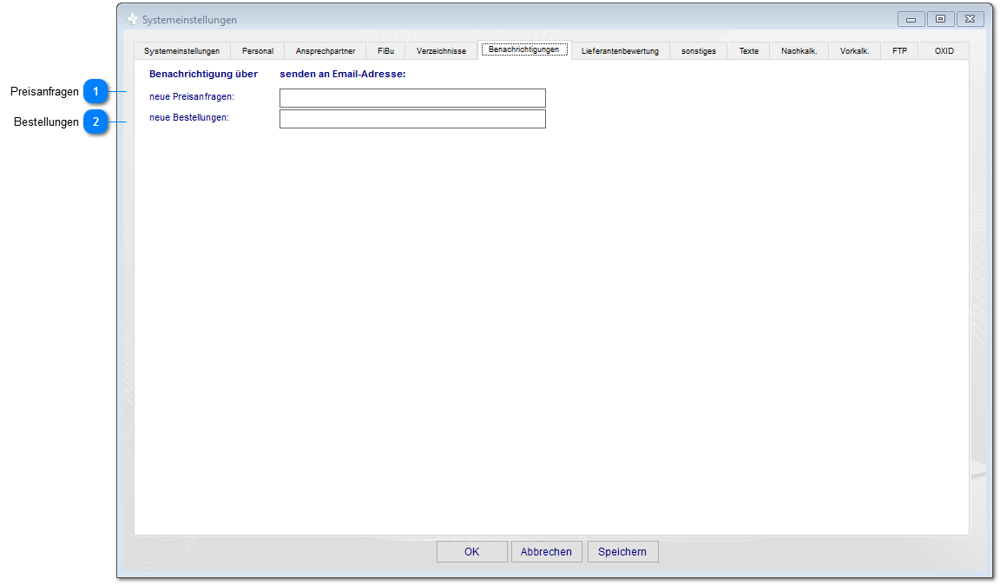 Systemeinstellungen
Systemeinstellungen Personal Ansprechpartner FiBu Verzeichnisse Benachrichtigungen Lieferantenbewertung sonstiges Texte Nachkalk. Vorkalk. FTP OXID
Benachrichtigung über senden an Email-Adresse:
Preisanfragen 1 neue Preisanfragen:
Bestellungen 2 neue Bestellungen:
OK Abbrechen Speichern